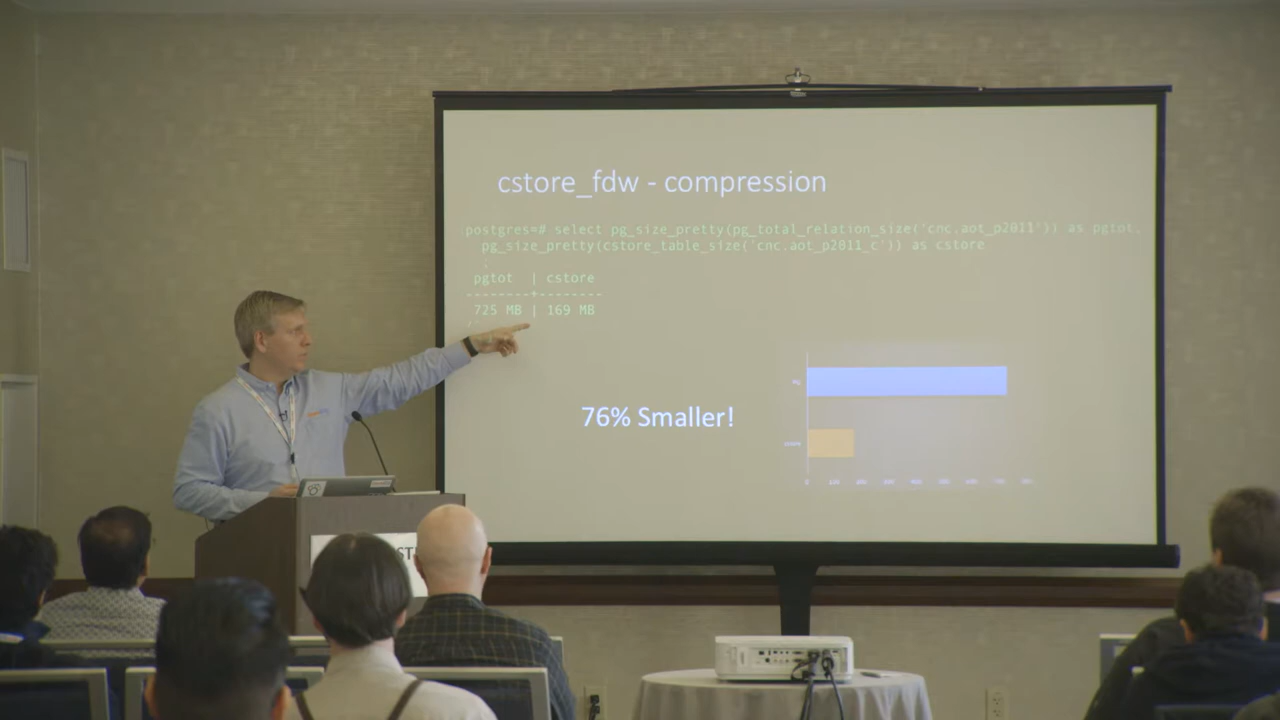 cstore_fdw - compression
postgres=# select pg_size_pretty(pg_total_relation_size('cnc.aot_p2011')) as pgtot,
pg_size_pretty(cstore_table_size('cnc.aot_p2011_c')) as cstore
;
pgtot | cstore
--------+--------
725 MB | 169 MB
76% Smaller!